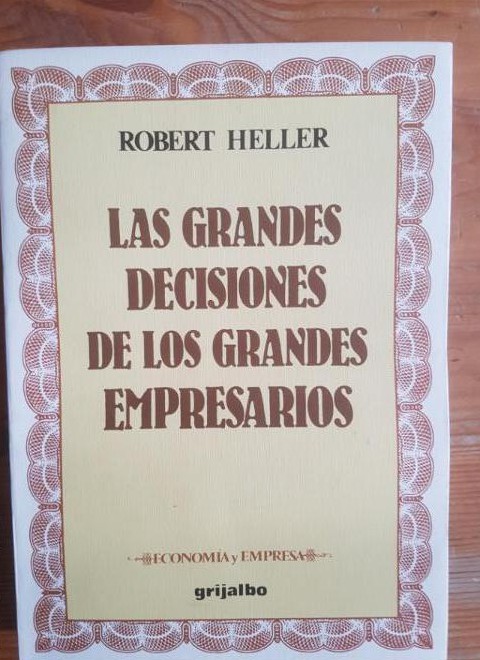 ROBERT HELLER
LAS GRANDES
DECISIONES
DE LOS GRANDES
EMPRESARIOS
ECONOMÍA y EMPRESA
grijalbo